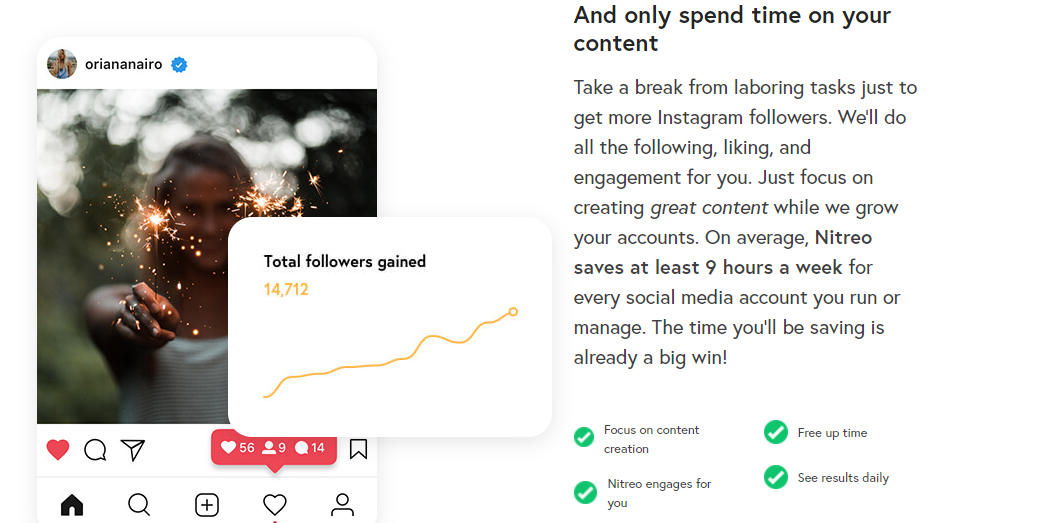 oriananairo
Total followers gained
14,712
56 9 14
And only spend time on your
content
Take a break from laboring tasks just to
get more Instagram followers. We'll do
all the following, liking, and
engagement for you. Just focus on
creating great content while we grow
your accounts. On average, Nitreo
saves at least 9 hours a week for
every social media account you run or
manage. The time you'll be saving is
already a big win!
Focus on content
creation
Free up time
Nitreo engages for
you
See results daily